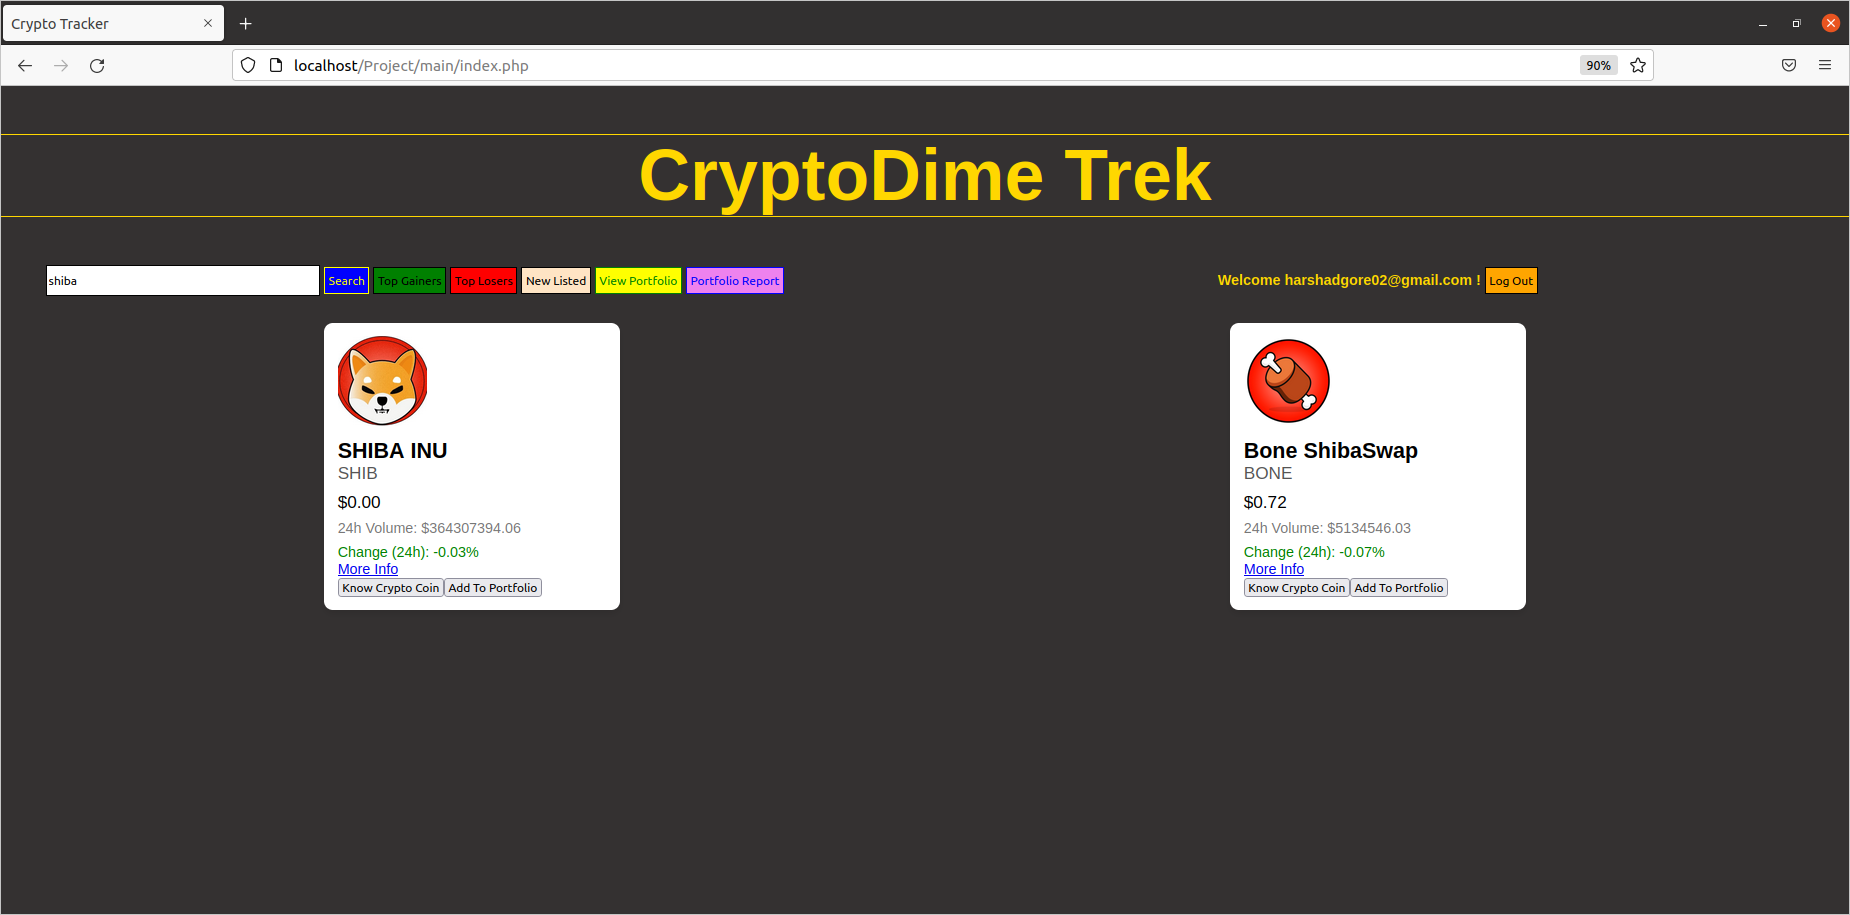 Crypto Tracker
localhost/Project/main/index.php
90%
CryptoDime Trek
shiba
Search
Top Gainers
Top Losers
New Listed
View Portfolio
Portfolio Report
Welcome harshadgore02@gmail.com !
Log Out
SHIBA INU
SHIB
$0.00
24h Volume: $364307394.06
Change (24h): -0.03%
More Info
Know Crypto Coin
Add To Portfolio
Bone ShibaSwap
BONE
$0.72
24h Volume: $5134546.03
Change (24h): -0.07%
More Info
Know Crypto Coin
Add To Portfolio